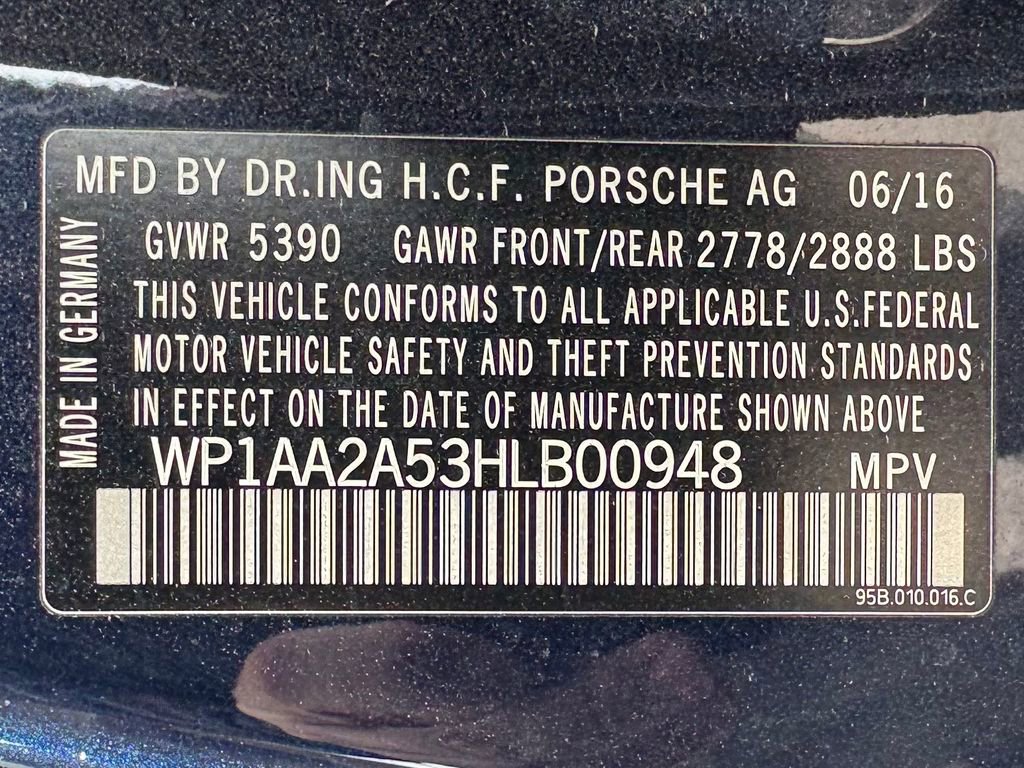 MFD BY DR.ING H.C.F. PORSCHE AG 06/16
GVWR 5390 GAWR FRONT/REAR 2778/2888 LBS
THIS VEHICLE CONFORMS TO ALL APPLICABLE U.S.FEDERAL
MOTOR VEHICLE SAFETY AND THEFT PREVENTION STANDARDS
IN EFFECT ON THE DATE OF MANUFACTURE SHOWN ABOVE
WP1AA2A53HLB00948 MPV
95B.010.016.C
MADE IN GERMANY